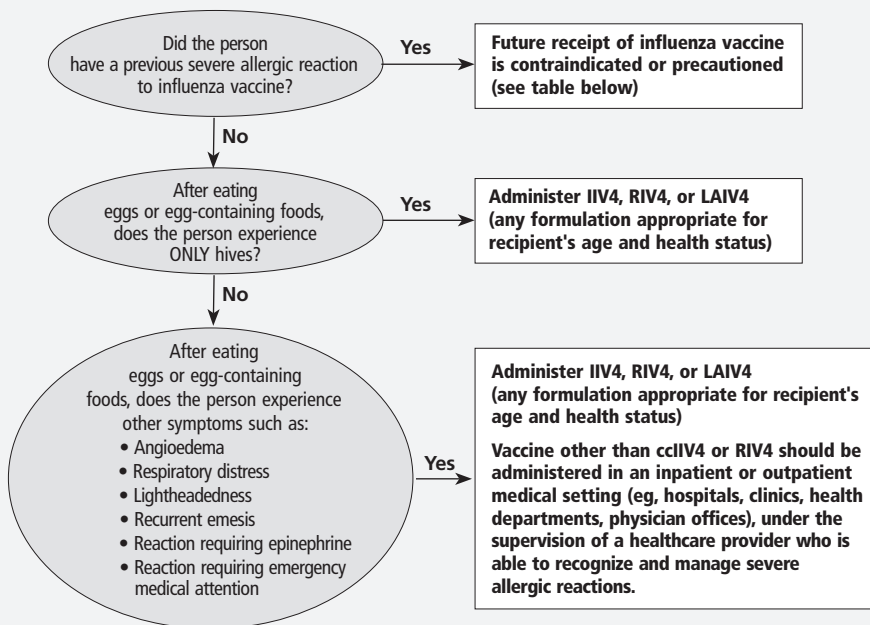 Did the person
have a previous severe allergic reaction
to influenza vaccine?
Yes
Future receipt of influenza vaccine
is contraindicated or precautioned
(see table below)
No
After eating
eggs or egg-containing foods,
does the person experience
ONLY hives?
Yes
Administer IIV4, RIV4, or LAIV4
(any formulation appropriate for
recipient's age and health status)
No
After eating
eggs or egg-containing
foods, does the person experience
other symptoms such as:
• Angioedema
• Respiratory distress
• Lightheadedness
• Recurrent emesis
• Reaction requiring epinephrine
• Reaction requiring emergency
medical attention
Yes
Administer IIV4, RIV4, or LAIV4
(any formulation appropriate for recipient's
age and health status)
Vaccine other than ccIIV4 or RIV4 should be
administered in an inpatient or outpatient
medical setting (eg, hospitals, clinics, health
departments, physician offices), under the
supervision of a healthcare provider who is
able to recognize and manage severe
allergic reactions.